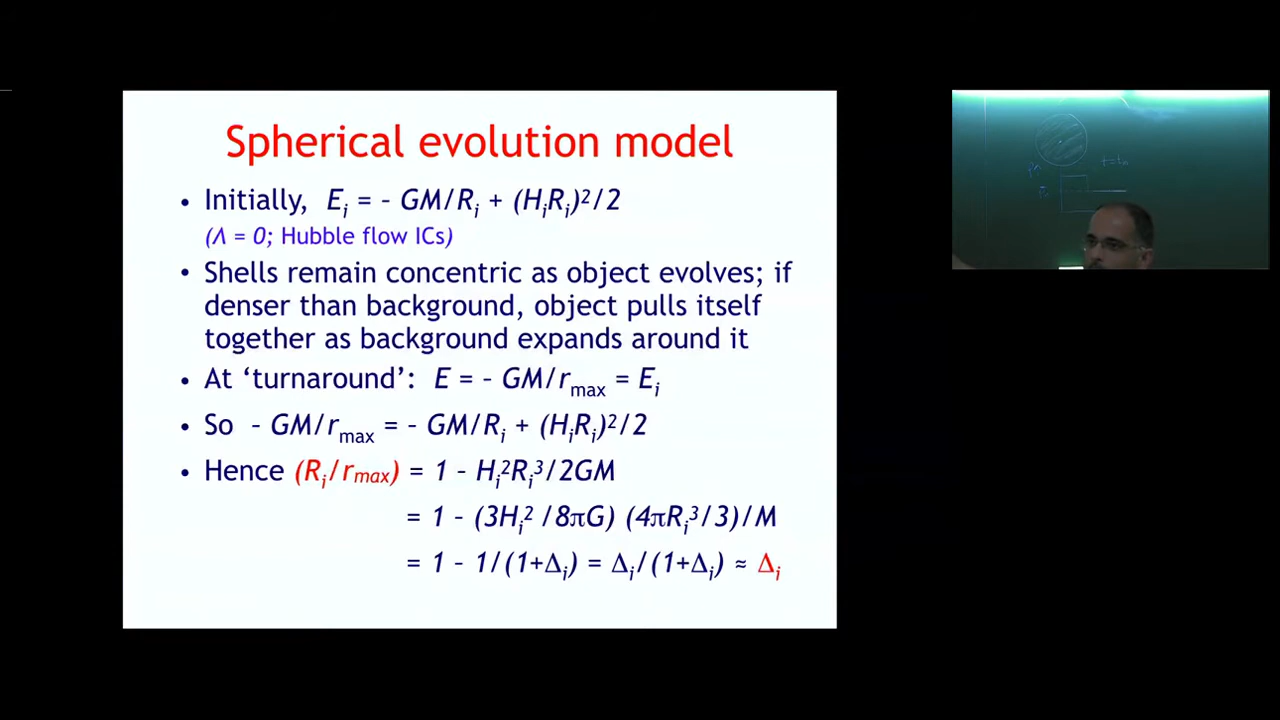 Spherical evolution model
• Initially, Eᵢ = – GM/Rᵢ + (HᵢRᵢ)²/2
(Λ = 0; Hubble flow ICs)
• Shells remain concentric as object evolves; if
denser than background, object pulls itself
together as background expands around it
• At ‘turnaround’: E = – GM/r_max = Eᵢ
• So – GM/r_max = – GM/Rᵢ + (HᵢRᵢ)²/2
• Hence (Rᵢ/r_max) = 1 – Hᵢ²Rᵢ³/2GM
= 1 – (3Hᵢ² /8πG) (4πRᵢ³/3)/M
= 1 – 1/(1+Δᵢ) = Δᵢ/(1+Δᵢ) ≈ Δᵢ